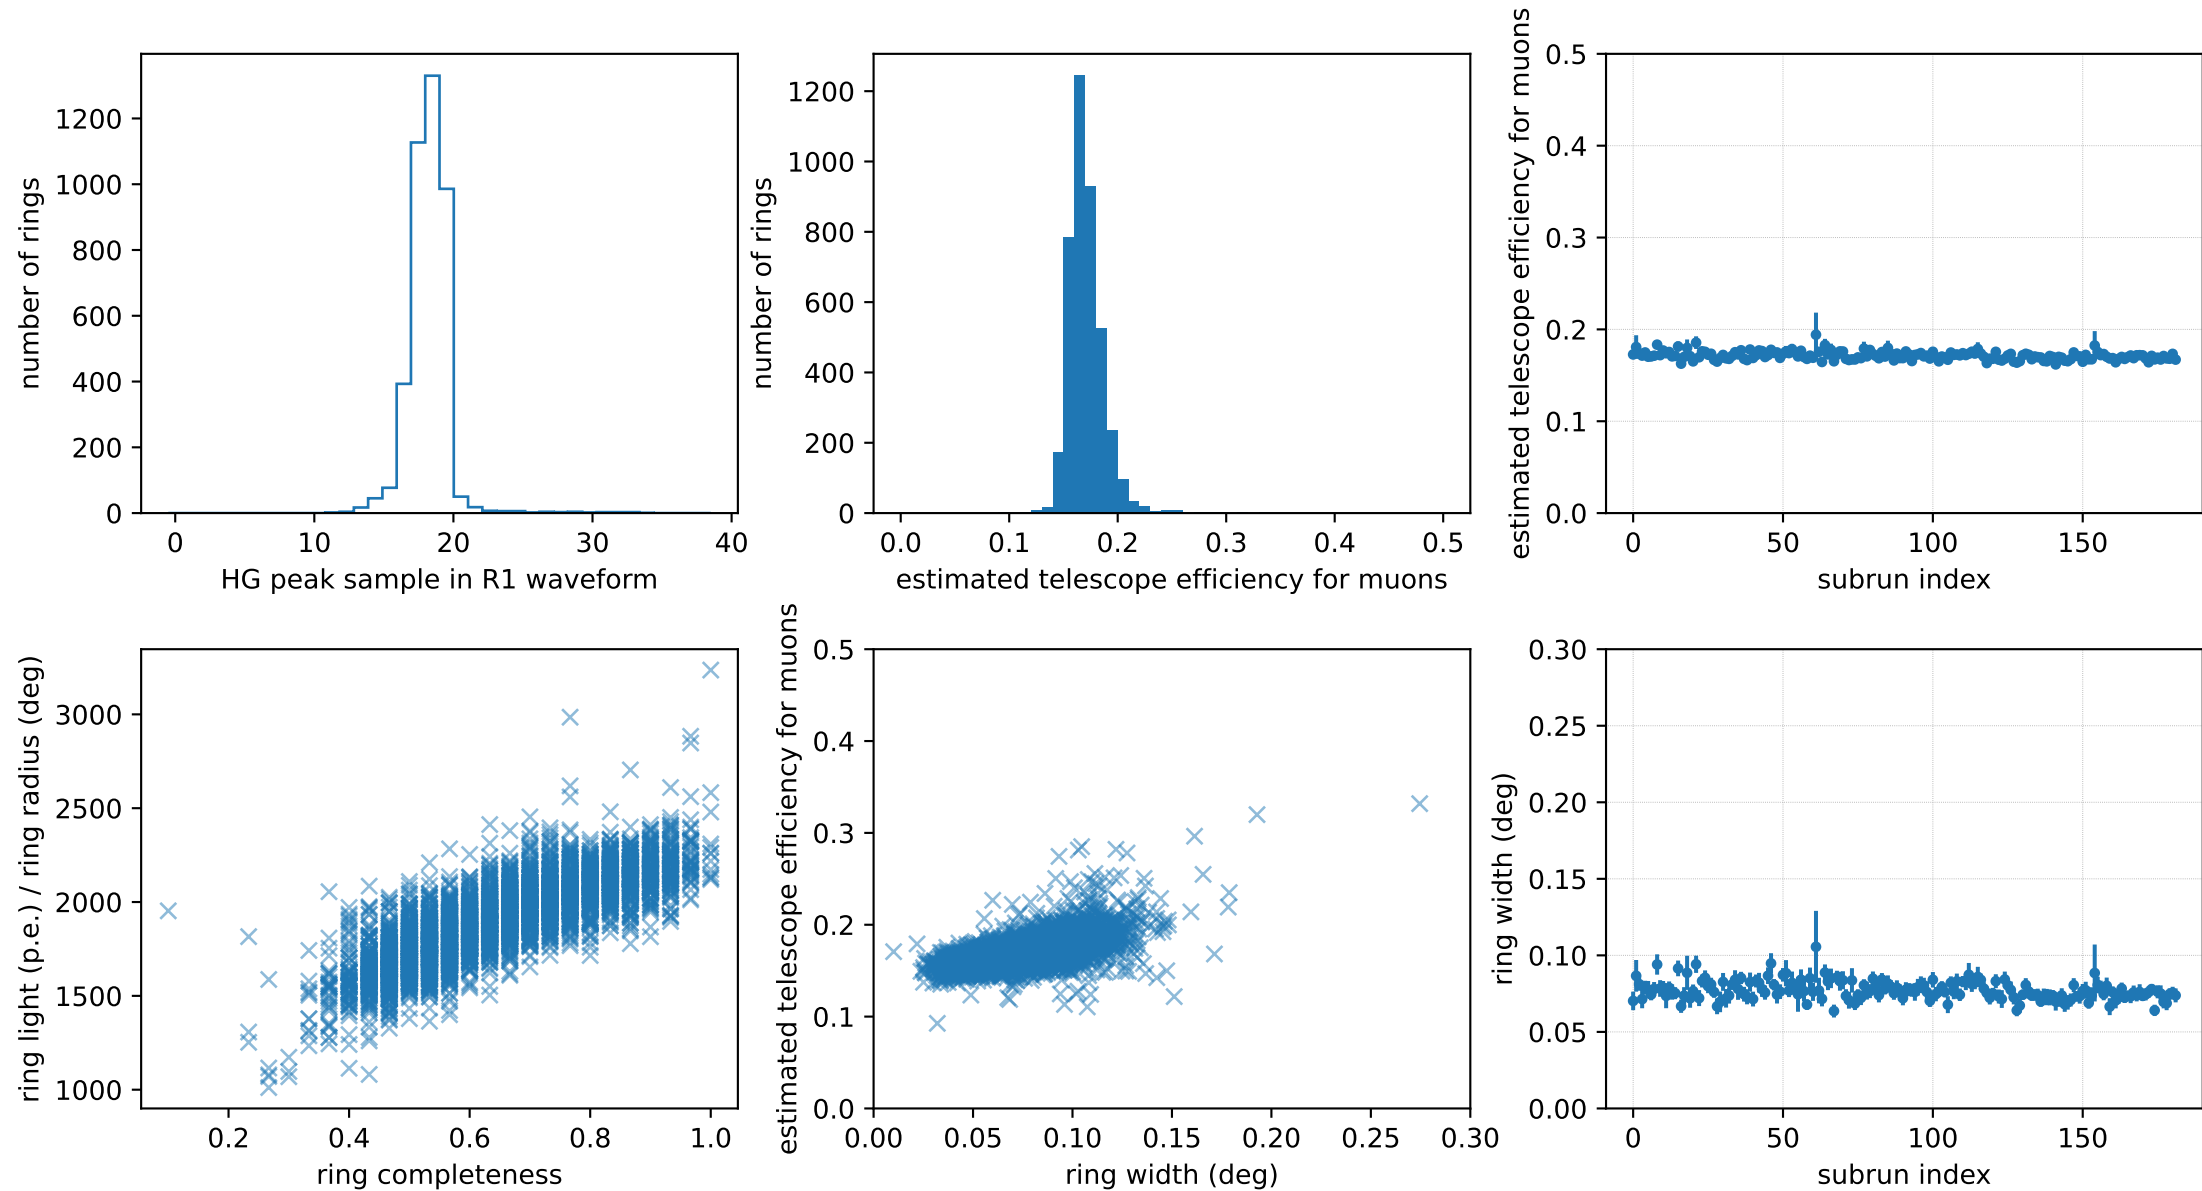 number of rings
1200
1000
800
600
400
200
0
0 10 20 30 40
HG peak sample in R1 waveform
number of rings
1200
1000
800
600
400
200
0
0.0 0.1 0.2 0.3 0.4 0.5
estimated telescope efficiency for muons
estimated telescope efficiency for muons
0.5
0.4
0.3
0.2
0.1
0.0
0 50 100 150
subrun index
ring light (p.e.) / ring radius (deg)
3000
2500
2000
1500
1000
0.2 0.4 0.6 0.8 1.0
ring completeness
estimated telescope efficiency for muons
0.5
0.4
0.3
0.2
0.1
0.0
0.00 0.05 0.10 0.15 0.20 0.25 0.30
ring width (deg)
ring width (deg)
0.30
0.25
0.20
0.15
0.10
0.05
0.00
0 50 100 150
subrun index